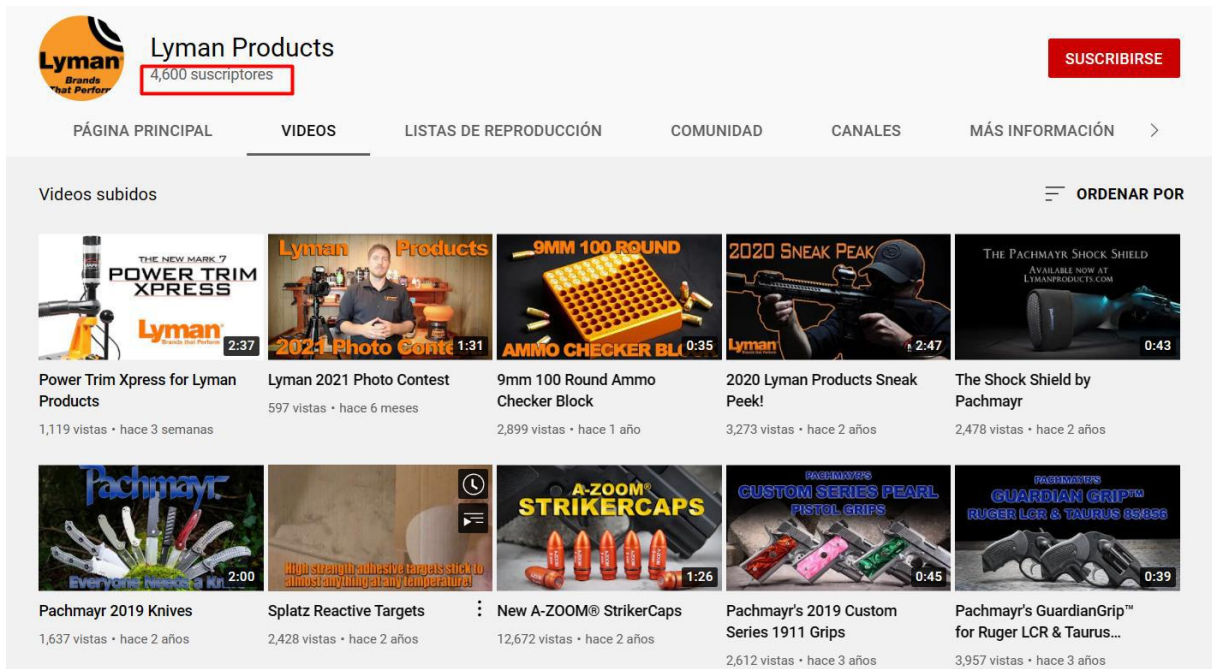 Lyman
Brands
That Perform
Lyman Products
4,600 suscriptores
SUSCRIBIRSE
PÁGINA PRINCIPAL
VIDEOS
LISTAS DE REPRODUCCIÓN
COMUNIDAD
CANALES
MÁS INFORMACIÓN
Videos subidos
ORDENAR POR
THE NEW MARK 7
POWER TRIM
XPRESS
Lyman
Brands that Perform
2:37
Lyman Products
2021 Photo Conte
1:31
9MM 100 ROUND
AMMO CHECKER BL
0:35
2020 SNEAK PEAK
Lyman
2:47
THE PACHMAYR SHOCK SHIELD
AVAILABLE NOW AT
LYMANPRODUCTS.COM
0:43
Power Trim Xpress for Lyman
Products
1,119 vistas • hace 3 semanas
Lyman 2021 Photo Contest
597 vistas • hace 6 meses
9mm 100 Round Ammo
Checker Block
2,899 vistas • hace 1 año
2020 Lyman Products Sneak
Peek!
3,273 vistas • hace 2 años
The Shock Shield by
Pachmayr
2,478 vistas • hace 2 años
Pachmayr
Everyone Needs a Kn
2:00
High strength adhesive targets stick to
almost anything at any temperature!
A-ZOOM®
STRIKERCAPS
1:26
PACHMAYR'S
CUSTOM SERIES PEARL
PISTOL GRIPS
0:45
PACHMAYR'S
GUARDIAN GRIP™
RUGER LCR & TAURUS 85/856
0:39
Pachmayr 2019 Knives
1,637 vistas • hace 2 años
Splatz Reactive Targets
2,428 vistas • hace 2 años
New A-ZOOM® StrikerCaps
12,672 vistas • hace 2 años
Pachmayr's 2019 Custom
Series 1911 Grips
2,612 vistas • hace 3 años
Pachmayr's GuardianGrip™
for Ruger LCR & Taurus...
3,957 vistas • hace 3 años